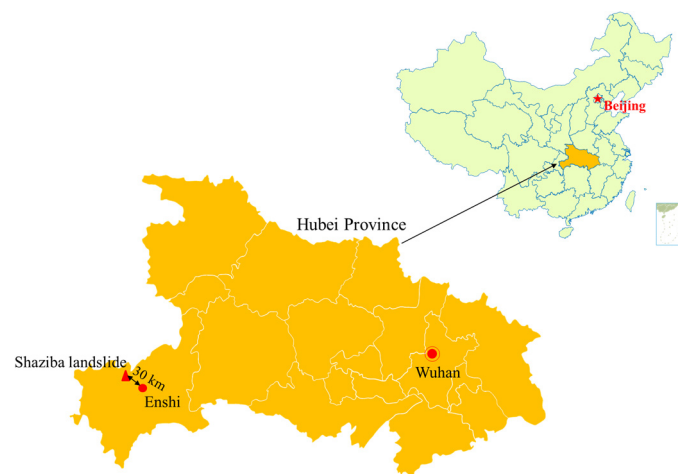 Beijing
Hubei Province
Shaziba landslide
30 km
Enshi
Wuhan